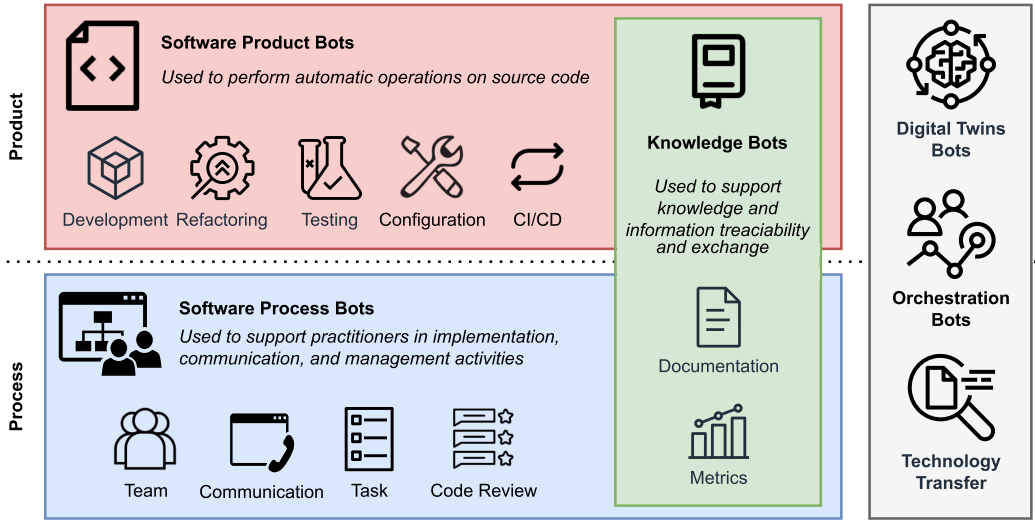 Product
Software Product Bots
Used to perform automatic operations on source code
Development
Refactoring
Testing
Configuration
CI/CD
Knowledge Bots
Used to support
knowledge and
information treaciability
and exchange
Documentation
Metrics
Process
Software Process Bots
Used to support practitioners in implementation,
communication, and management activities
Team
Communication
Task
Code Review
Digital Twins
Bots
Orchestration
Bots
Technology
Transfer